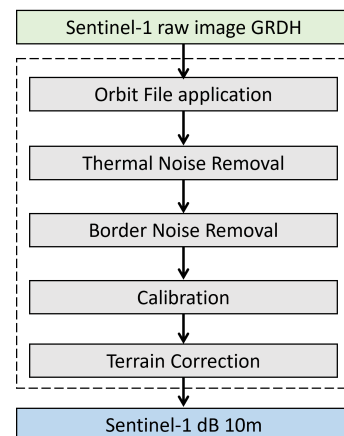 Sentinel-1 raw image GRDH
Orbit File application
Thermal Noise Removal
Border Noise Removal
Calibration
Terrain Correction
Sentinel-1 dB 10m